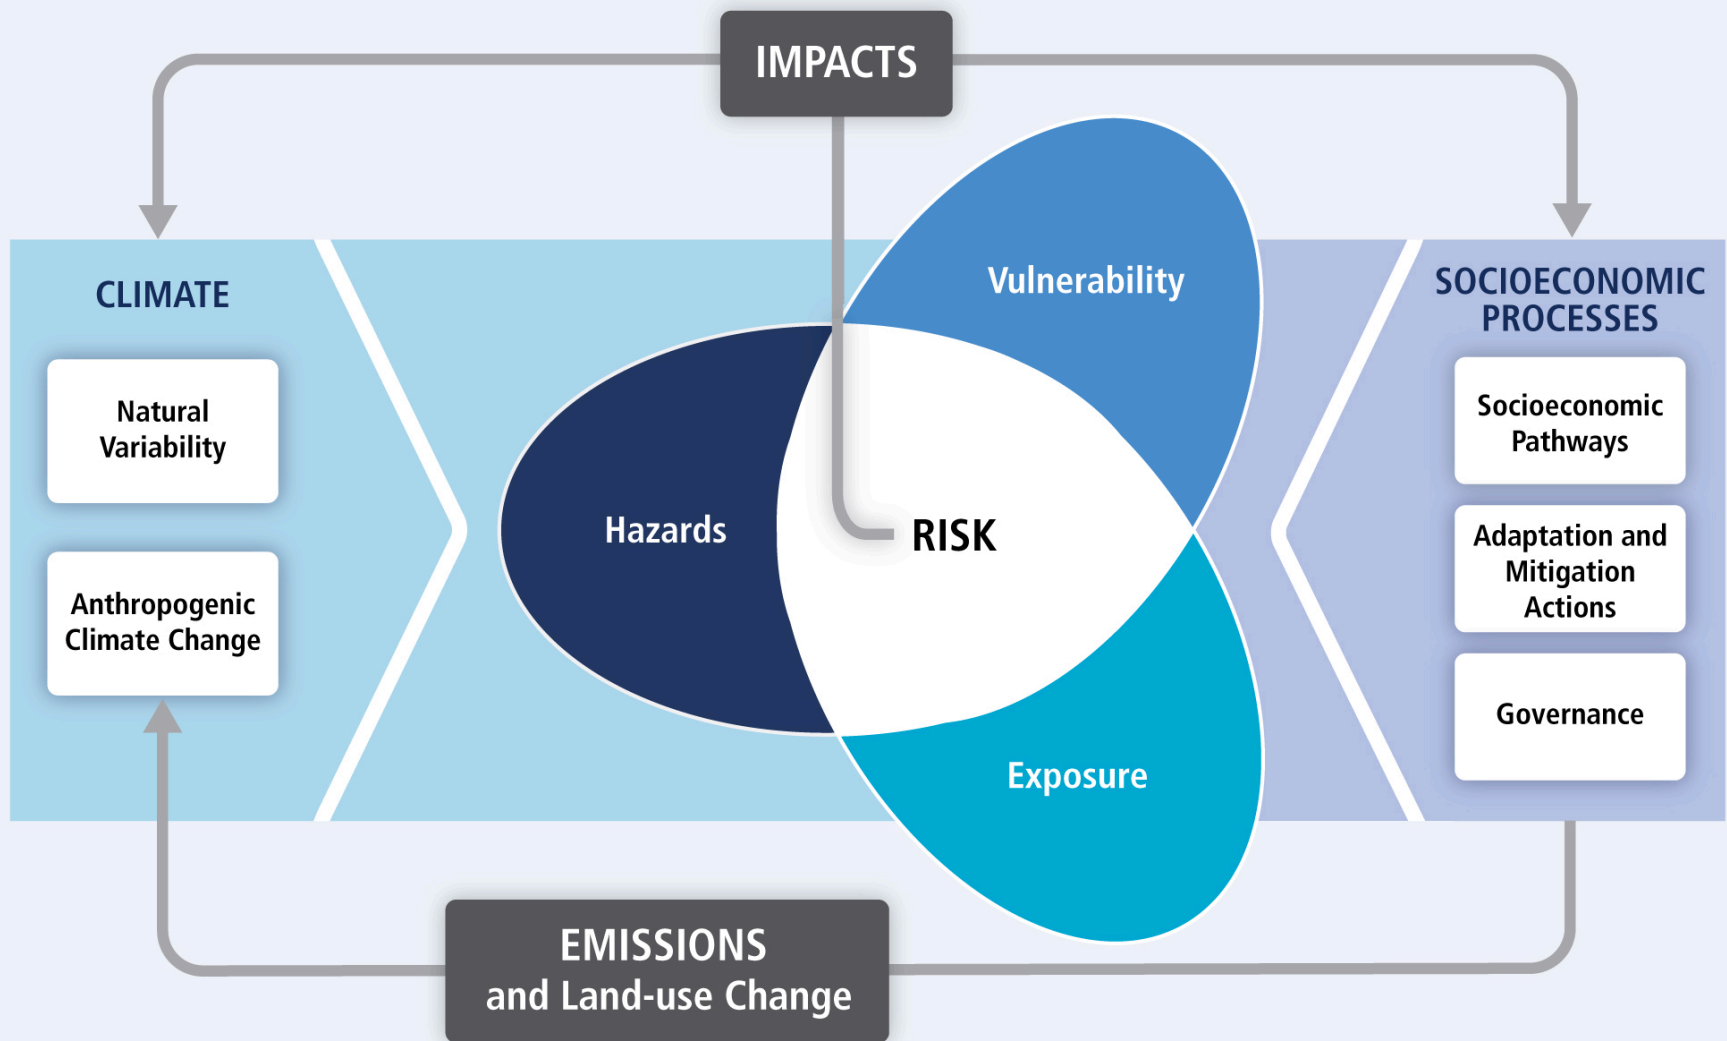 IMPACTS
CLIMATE
Natural
Variability
Anthropogenic
Climate Change
Vulnerability
Hazards
RISK
Exposure
SOCIOECONOMIC
PROCESSES
Socioeconomic
Pathways
Adaptation and
Mitigation
Actions
Governance
EMISSIONS
and Land-use Change